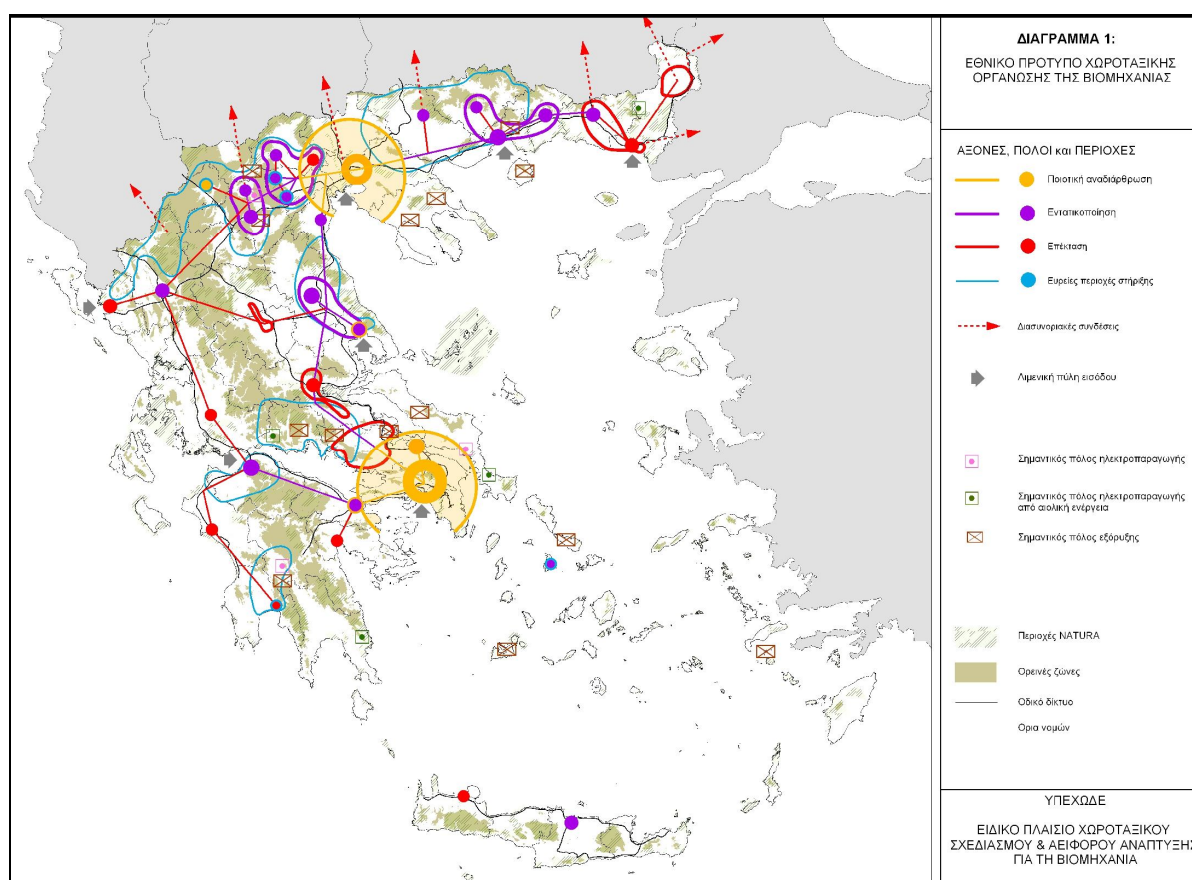 ΔΙΑΓΡΑΜΜΑ 1:
ΕΘΝΙΚΟ ΠΡΟΤΥΠΟ ΧΩΡΟΤΑΞΙΚΗΣ
ΟΡΓΑΝΩΣΗΣ ΤΗΣ ΒΙΟΜΗΧΑΝΙΑΣ
ΑΞΟΝΕΣ, ΠΟΛΟΙ και ΠΕΡΙΟΧΕΣ
Ποιοτική αναδιάρθρωση
Εντατικοποίηση
Επέκταση
Ευρείες περιοχές στήριξης
Διασυνοριακές συνδέσεις
Λιμενική πύλη εισόδου
Σημαντικός πόλος ηλεκτροπαραγωγής
Σημαντικός πόλος ηλεκτροπαραγωγής
από αιολική ενέργεια
Σημαντικός πόλος εξόρυξης
Περιοχές NATURA
Ορεινές ζώνες
Οδικό δίκτυο
Ορια νομών
ΥΠΕΧΩΔΕ
ΕΙΔΙΚΟ ΠΛΑΙΣΙΟ ΧΩΡΟΤΑΞΙΚΟΥ
ΣΧΕΔΙΑΣΜΟΥ & ΑΕΙΦΟΡΟΥ ΑΝΑΠΤΥΞΗΣ
ΓΙΑ ΤΗ ΒΙΟΜΗΧΑΝΙΑ